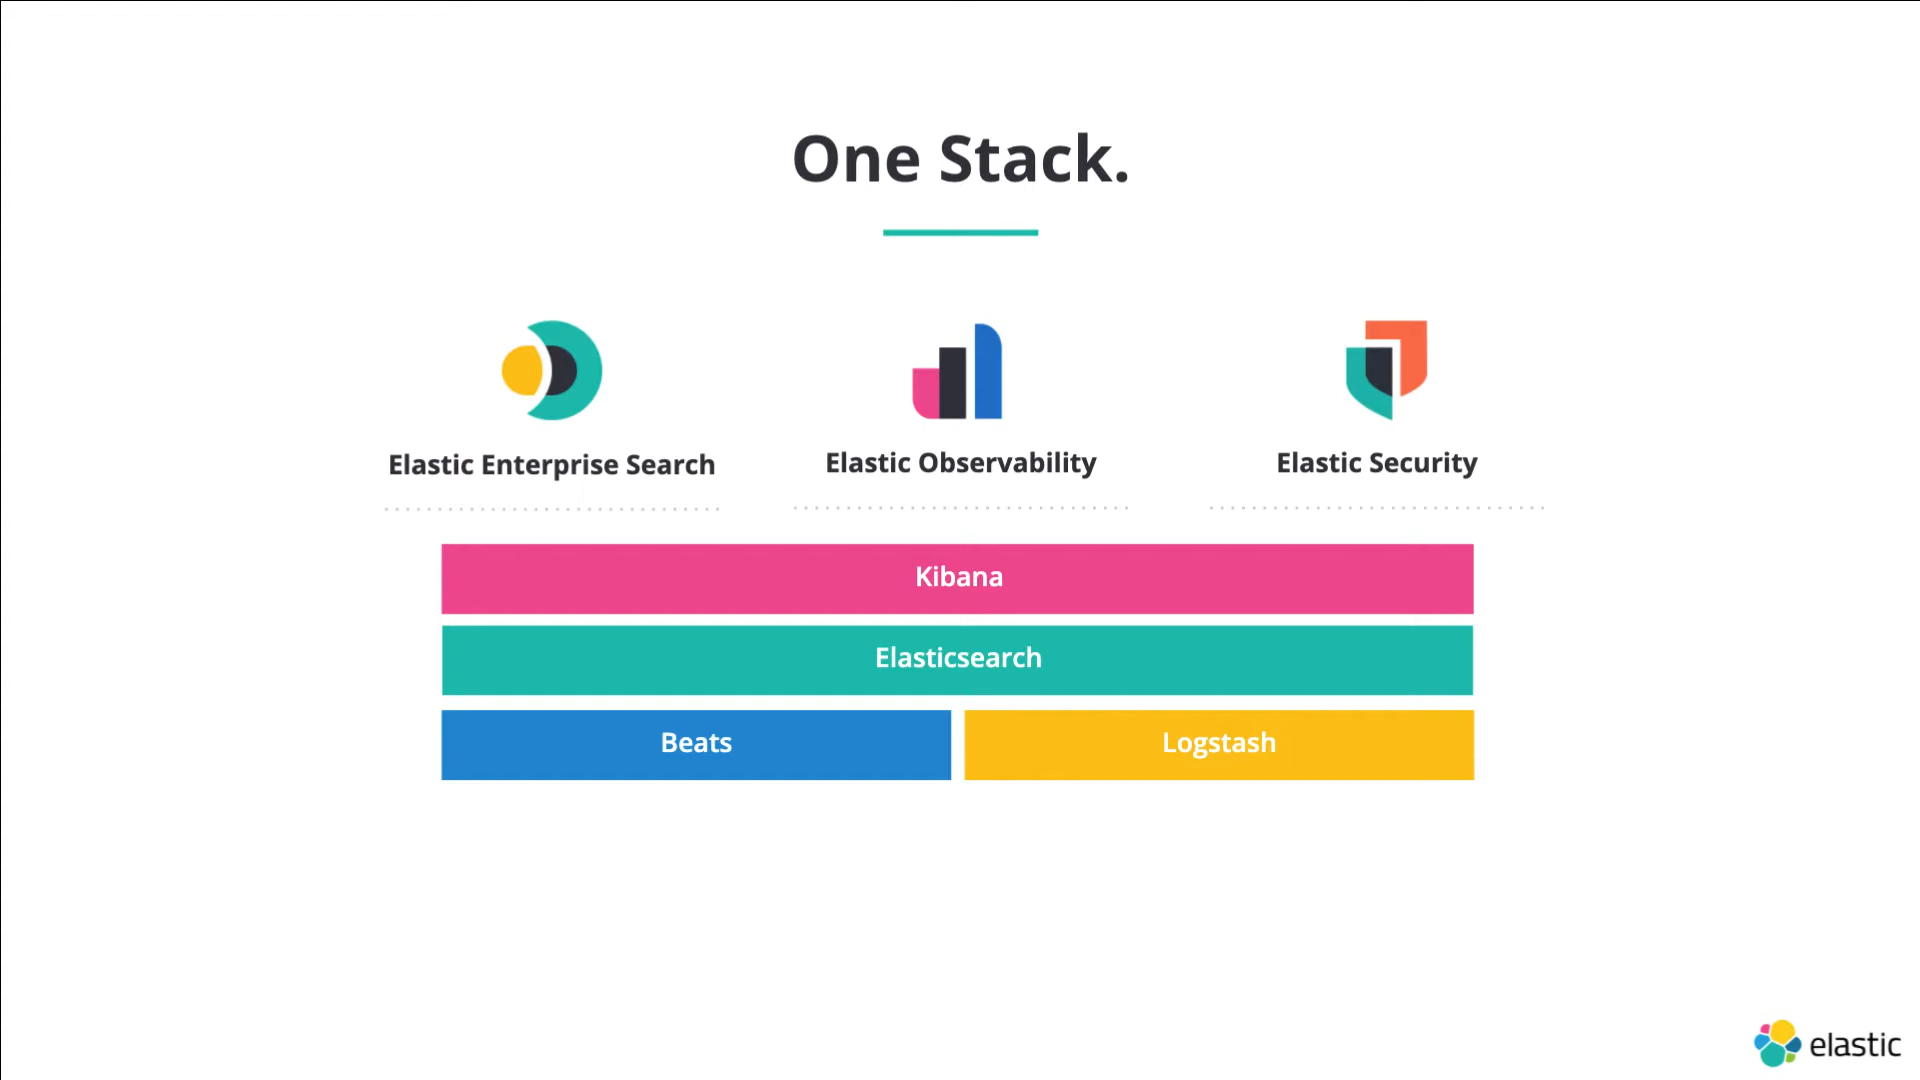 One Stack.
Elastic Enterprise Search
Elastic Observability
Elastic Security
Kibana
Elasticsearch
Beats
Logstash
elastic